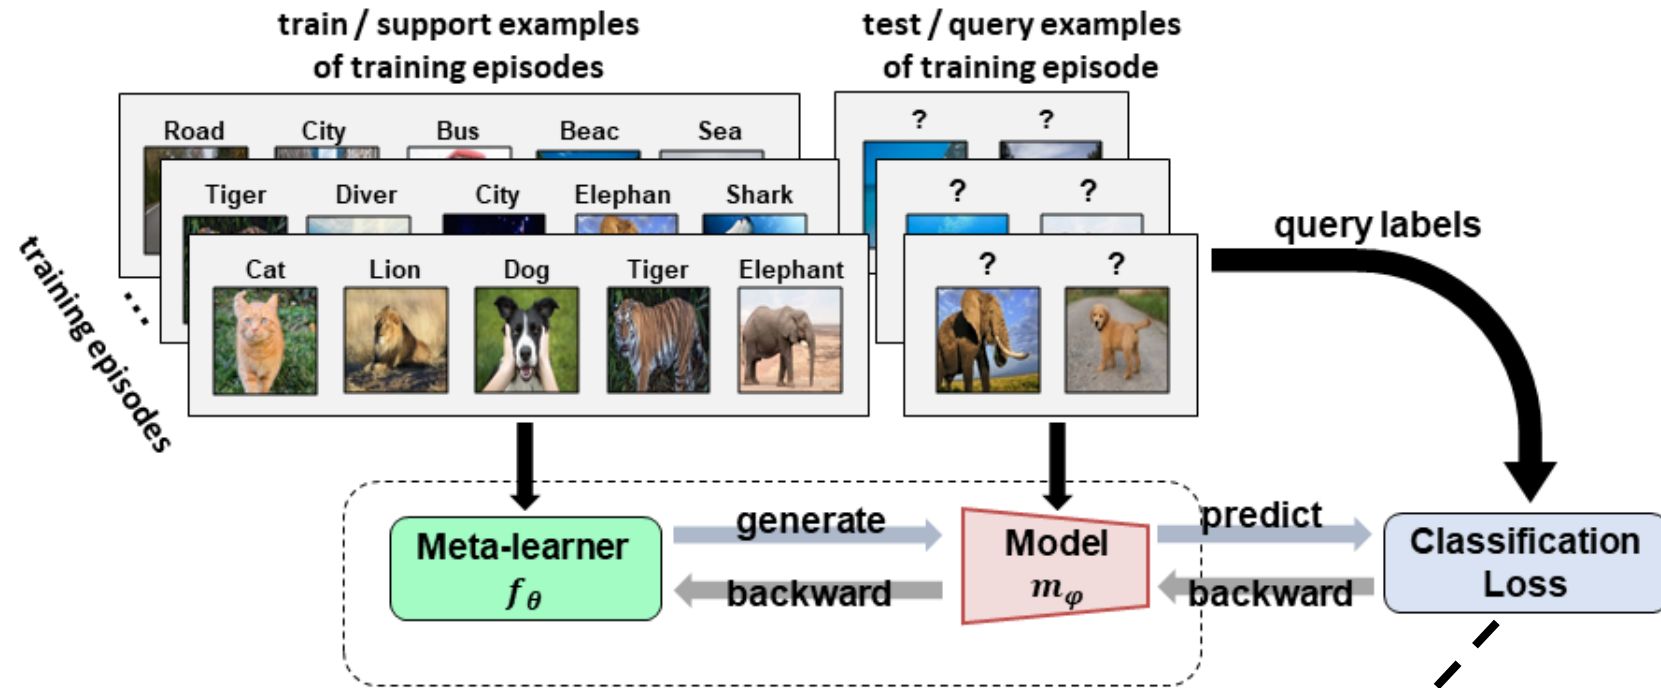 train / support examples
of training episodes
test / query examples
of training episode
Road City Bus Beac Sea
? ?
Tiger Diver City Elephan Shark
? ?
Cat Lion Dog Tiger Elephant
? ?
training episodes
...
query labels
Meta-learner
f_θ
generate
backward
Model
m_φ
predict
backward
Classification
Loss